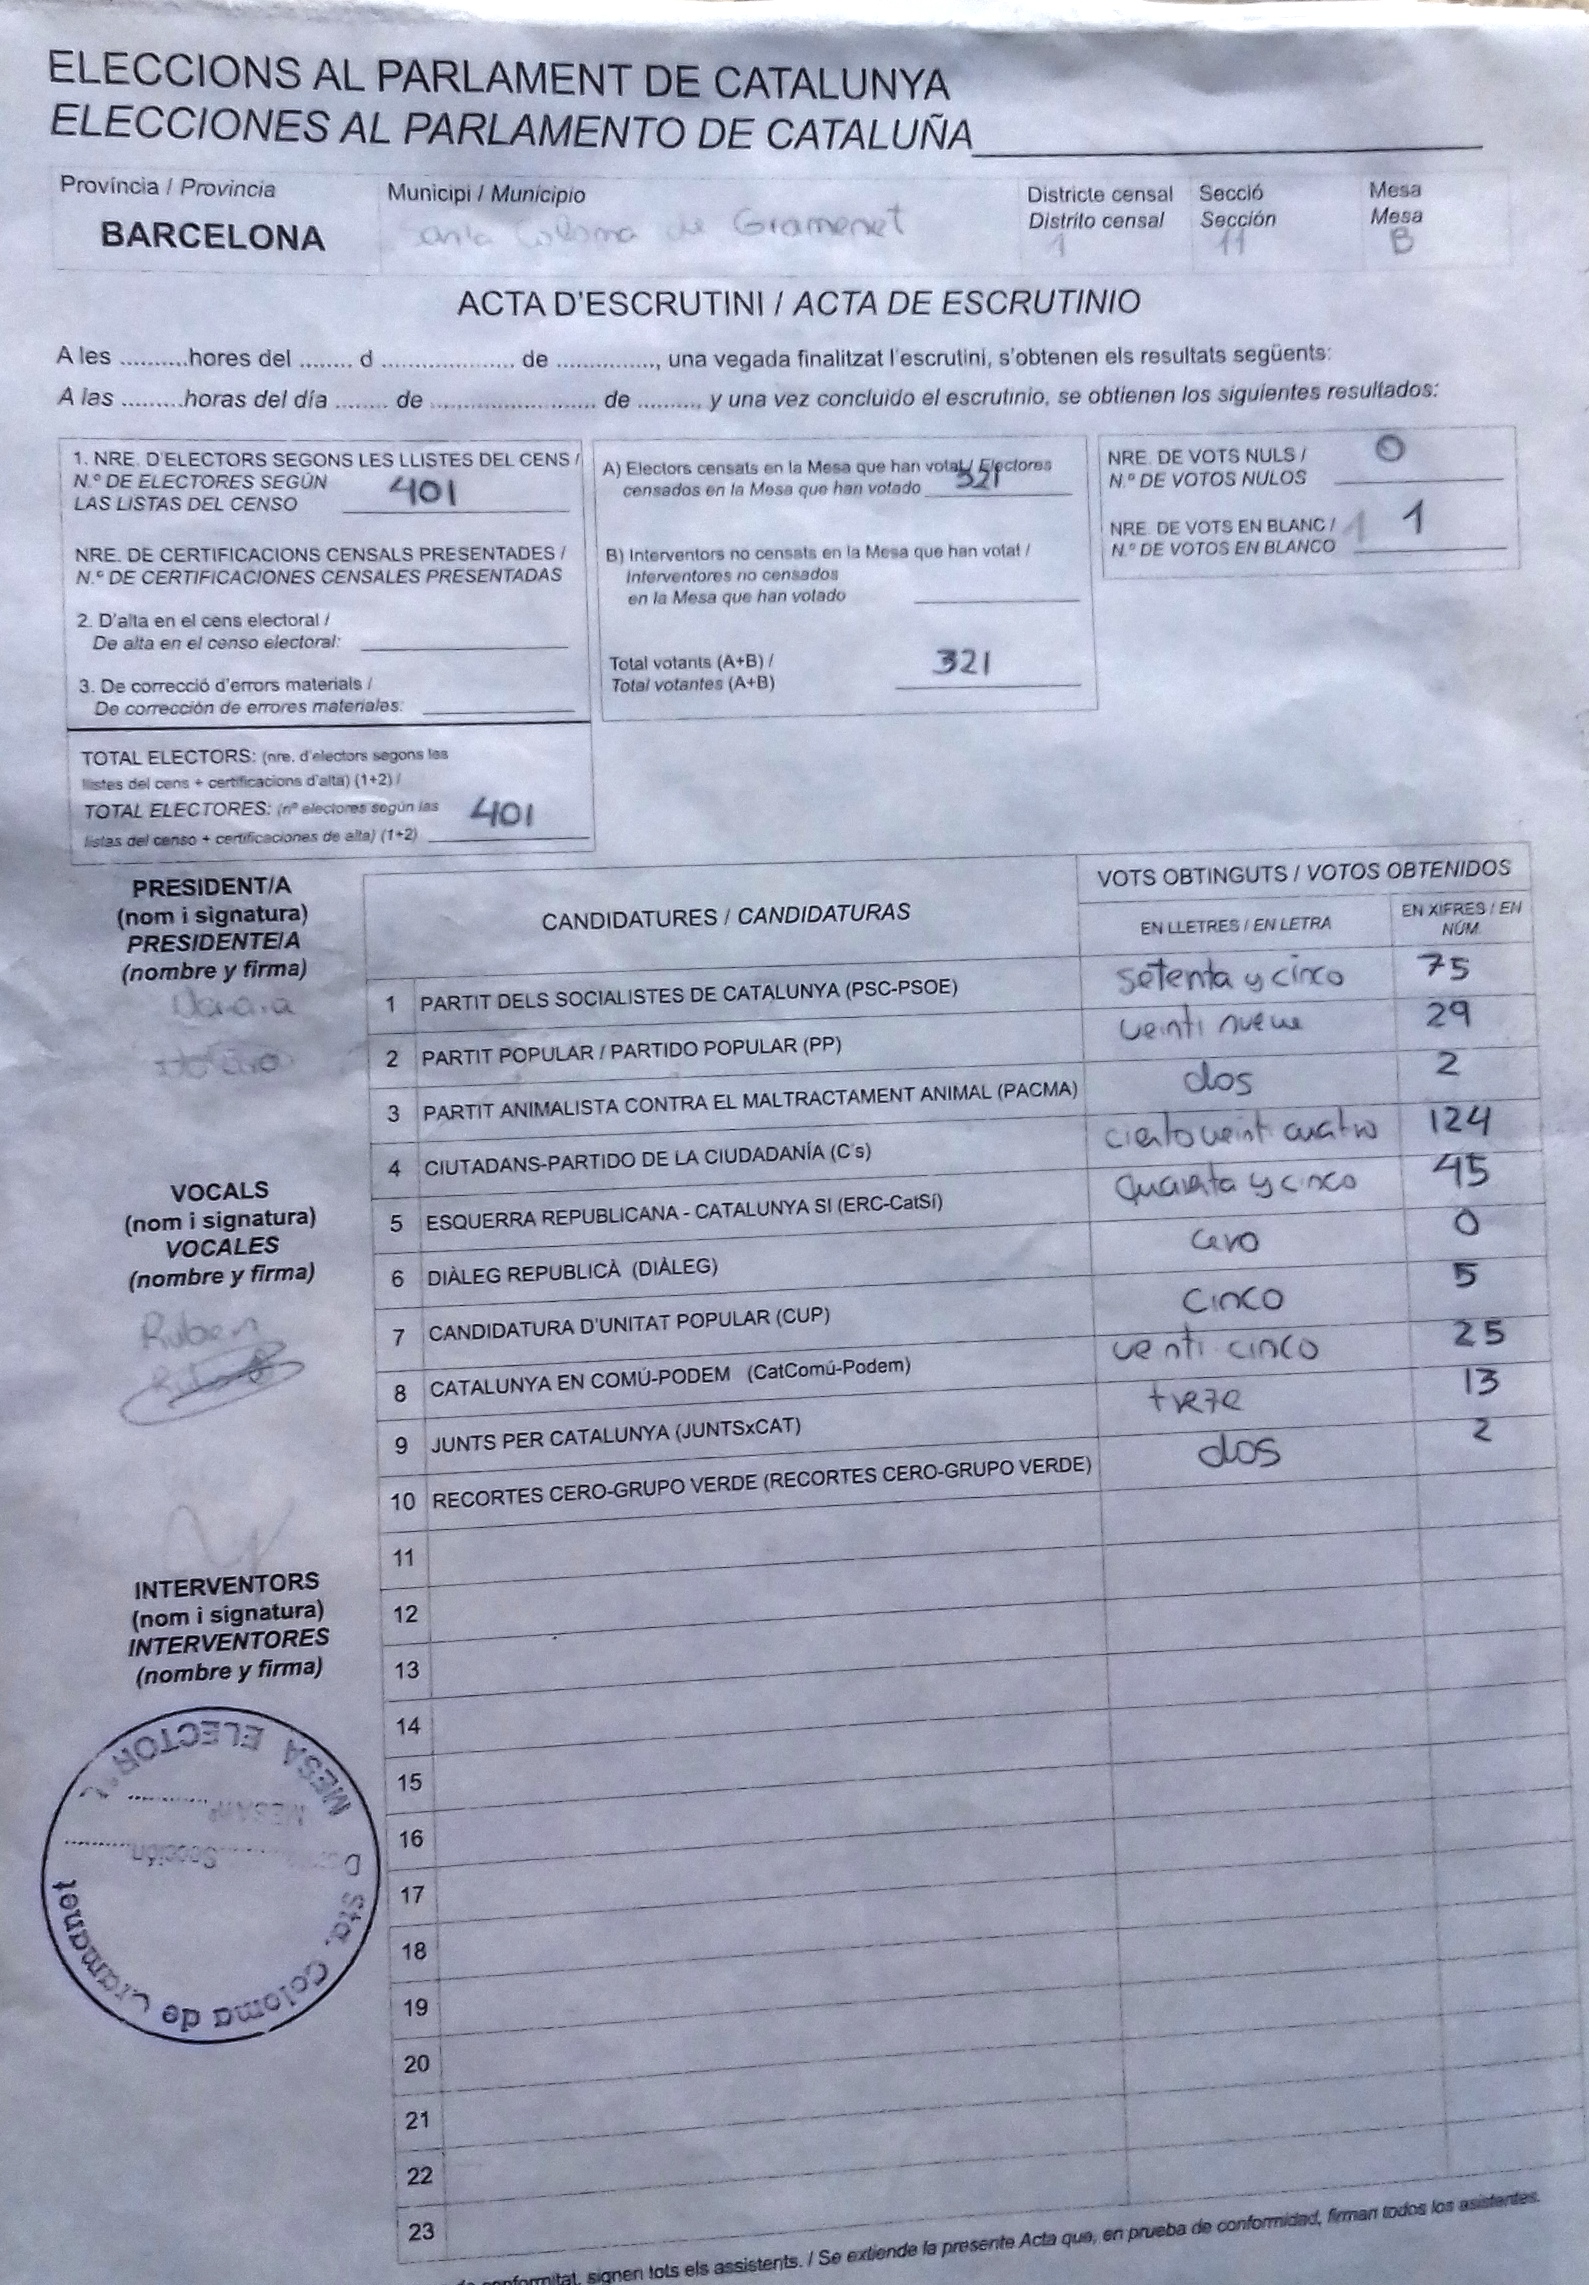 ELECCIONS AL PARLAMENT DE CATALUNYA
ELECCIONES AL PARLAMENTO DE CATALUÑA
Província / Provincia
BARCELONA
Municipi / Municipio
anta Coloma de Gramenet
Districte censal
Distrito censal
1
Secció
Sección
11
Mesa
Mesa
B
ACTA D'ESCRUTINI / ACTA DE ESCRUTINIO
A les ..........hores del ........ d .................... de ..............., una vegada finalitzat l'escrutini, s'obtenen els resultats següents:
A las .........horas del día ........ de ......................... de ........., y una vez concluido el escrutinio, se obtienen los siguientes resultados:
1. NRE. D'ELECTORS SEGONS LES LLISTES DEL CENS /
N.º DE ELECTORES SEGÚN
LAS LISTAS DEL CENSO 401
NRE. DE CERTIFICACIONS CENSALS PRESENTADES /
N.º DE CERTIFICACIONES CENSALES PRESENTADAS
2. D'alta en el cens electoral /
De alta en el censo electoral:
3. De correcció d'errors materials /
De corrección de errores materiales:
TOTAL ELECTORS: (nre. d'electors segons les
llistes del cens + certificacions d'alta) (1+2) /
TOTAL ELECTORES: (nº electores según las
listas del censo + certificaciones de alta) (1+2) 401
A) Electors censats en la Mesa que han votat / Electores
censados en la Mesa que han votado 321
B) Interventors no censats en la Mesa que han votat /
Interventores no censados
en la Mesa que han votado
Total votants (A+B) /
Total votantes (A+B) 321
NRE. DE VOTS NULS /
N.º DE VOTOS NULOS 0
NRE. DE VOTS EN BLANC /
N.º DE VOTOS EN BLANCO 1 1
PRESIDENT/A
(nom i signatura)
PRESIDENTE/A
(nombre y firma)
VOCALS
(nom i signatura)
VOCALES
(nombre y firma)
Ruben
INTERVENTORS
(nom i signatura)
INTERVENTORES
(nombre y firma)
MESA ELECTOR
MESA nº
Sección
Sta. Coloma de Gramanet
CANDIDATURES / CANDIDATURAS
VOTS OBTINGUTS / VOTOS OBTENIDOS
EN LLETRES / EN LETRA
EN XIFRES / EN
NÚM.
1 PARTIT DELS SOCIALISTES DE CATALUNYA (PSC-PSOE) setenta y cinco 75
2 PARTIT POPULAR / PARTIDO POPULAR (PP) veinti nueve 29
3 PARTIT ANIMALISTA CONTRA EL MALTRACTAMENT ANIMAL (PACMA) dos 2
4 CIUTADANS-PARTIDO DE LA CIUDADANÍA (C's) ciento veinti cuatro 124
5 ESQUERRA REPUBLICANA - CATALUNYA SI (ERC-CatSí) quarenta y cinco 45
6 DIÀLEG REPUBLICÀ (DIÀLEG) cero 0
7 CANDIDATURA D'UNITAT POPULAR (CUP) cinco 5
8 CATALUNYA EN COMÚ-PODEM (CatComú-Podem) venti cinco 25
9 JUNTS PER CATALUNYA (JUNTSxCAT) treze 13
10 RECORTES CERO-GRUPO VERDE (RECORTES CERO-GRUPO VERDE) dos 2
11
12
13
14
15
16
17
18
19
20
21
22
23
conformitat, signen tots els assistents. / Se extiende la presente Acta que, en prueba de conformidad, firman todos los asistentes.